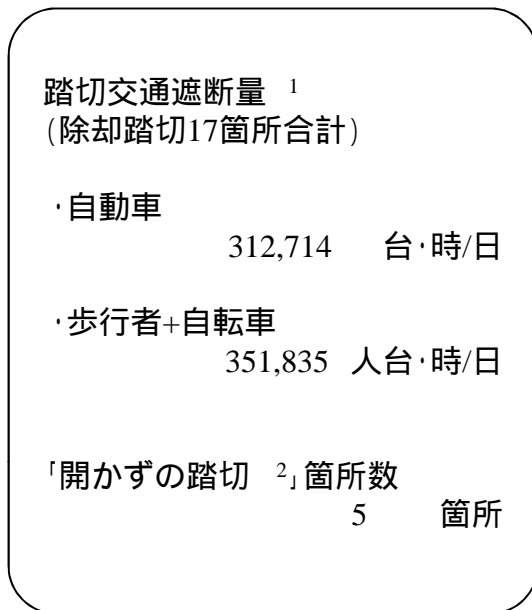 踏切交通遮断量 1
(除却踏切17箇所合計)
・自動車
312,714 台・時/日
・歩行者+自転車
351,835 人台・時/日
「開かずの踏切 2」箇所数
5 箇所